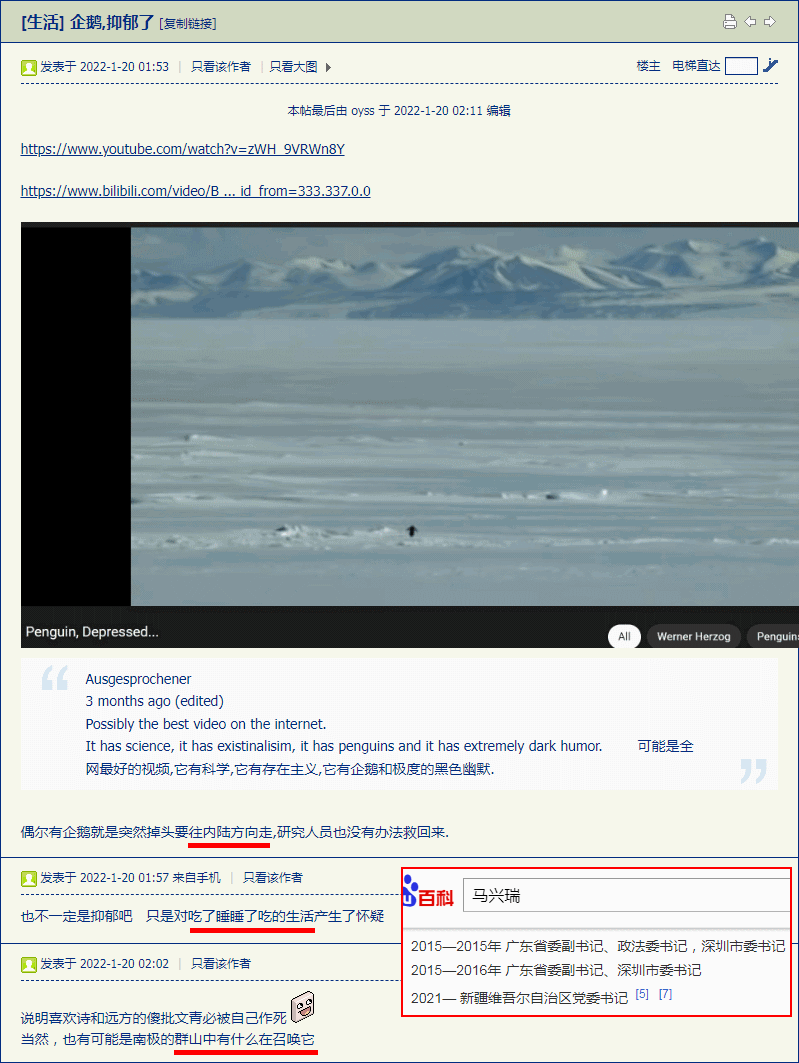 [生活] 企鹅,抑郁了 [复制链接]
发表于 2022-1-20 01:53 | 只看该作者 | 只看大图
楼主 电梯直达
本帖最后由 oyss 于 2022-1-20 02:11 编辑
https://www.youtube.com/watch?v=zWH_9VRWn8Y
https://www.bilibili.com/video/B ... id_from=333.337.0.0
Penguin, Depressed...
All Werner Herzog Penguins
Ausgesprochener
3 months ago (edited)
Possibly the best video on the internet.
It has science, it has existinalisim, it has penguins and it has extremely dark humor. 可能是全
网最好的视频,它有科学,它有存在主义,它有企鹅和极度的黑色幽默.
偶尔有企鹅就是突然掉头要往内陆方向走,研究人员也没有办法救回来.
发表于 2022-1-20 01:57 来自手机 | 只看该作者
也不一定是抑郁吧 只是对吃了睡睡了吃的生活产生了怀疑
发表于 2022-1-20 02:02 | 只看该作者
说明喜欢诗和远方的傻批文青必被自己作死
当然，也有可能是南极的群山中有什么在召唤它
百科 马兴瑞
2015—2015年 广东省委副书记、政法委书记，深圳市委书记
2015—2016年 广东省委副书记、深圳市委书记
2021— 新疆维吾尔自治区党委书记 [5] [7]